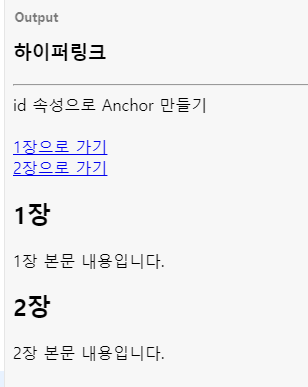 Output
하이퍼링크
id 속성으로 Anchor 만들기
1장으로 가기
2장으로 가기
1장
1장 본문 내용입니다.
2장
2장 본문 내용입니다.